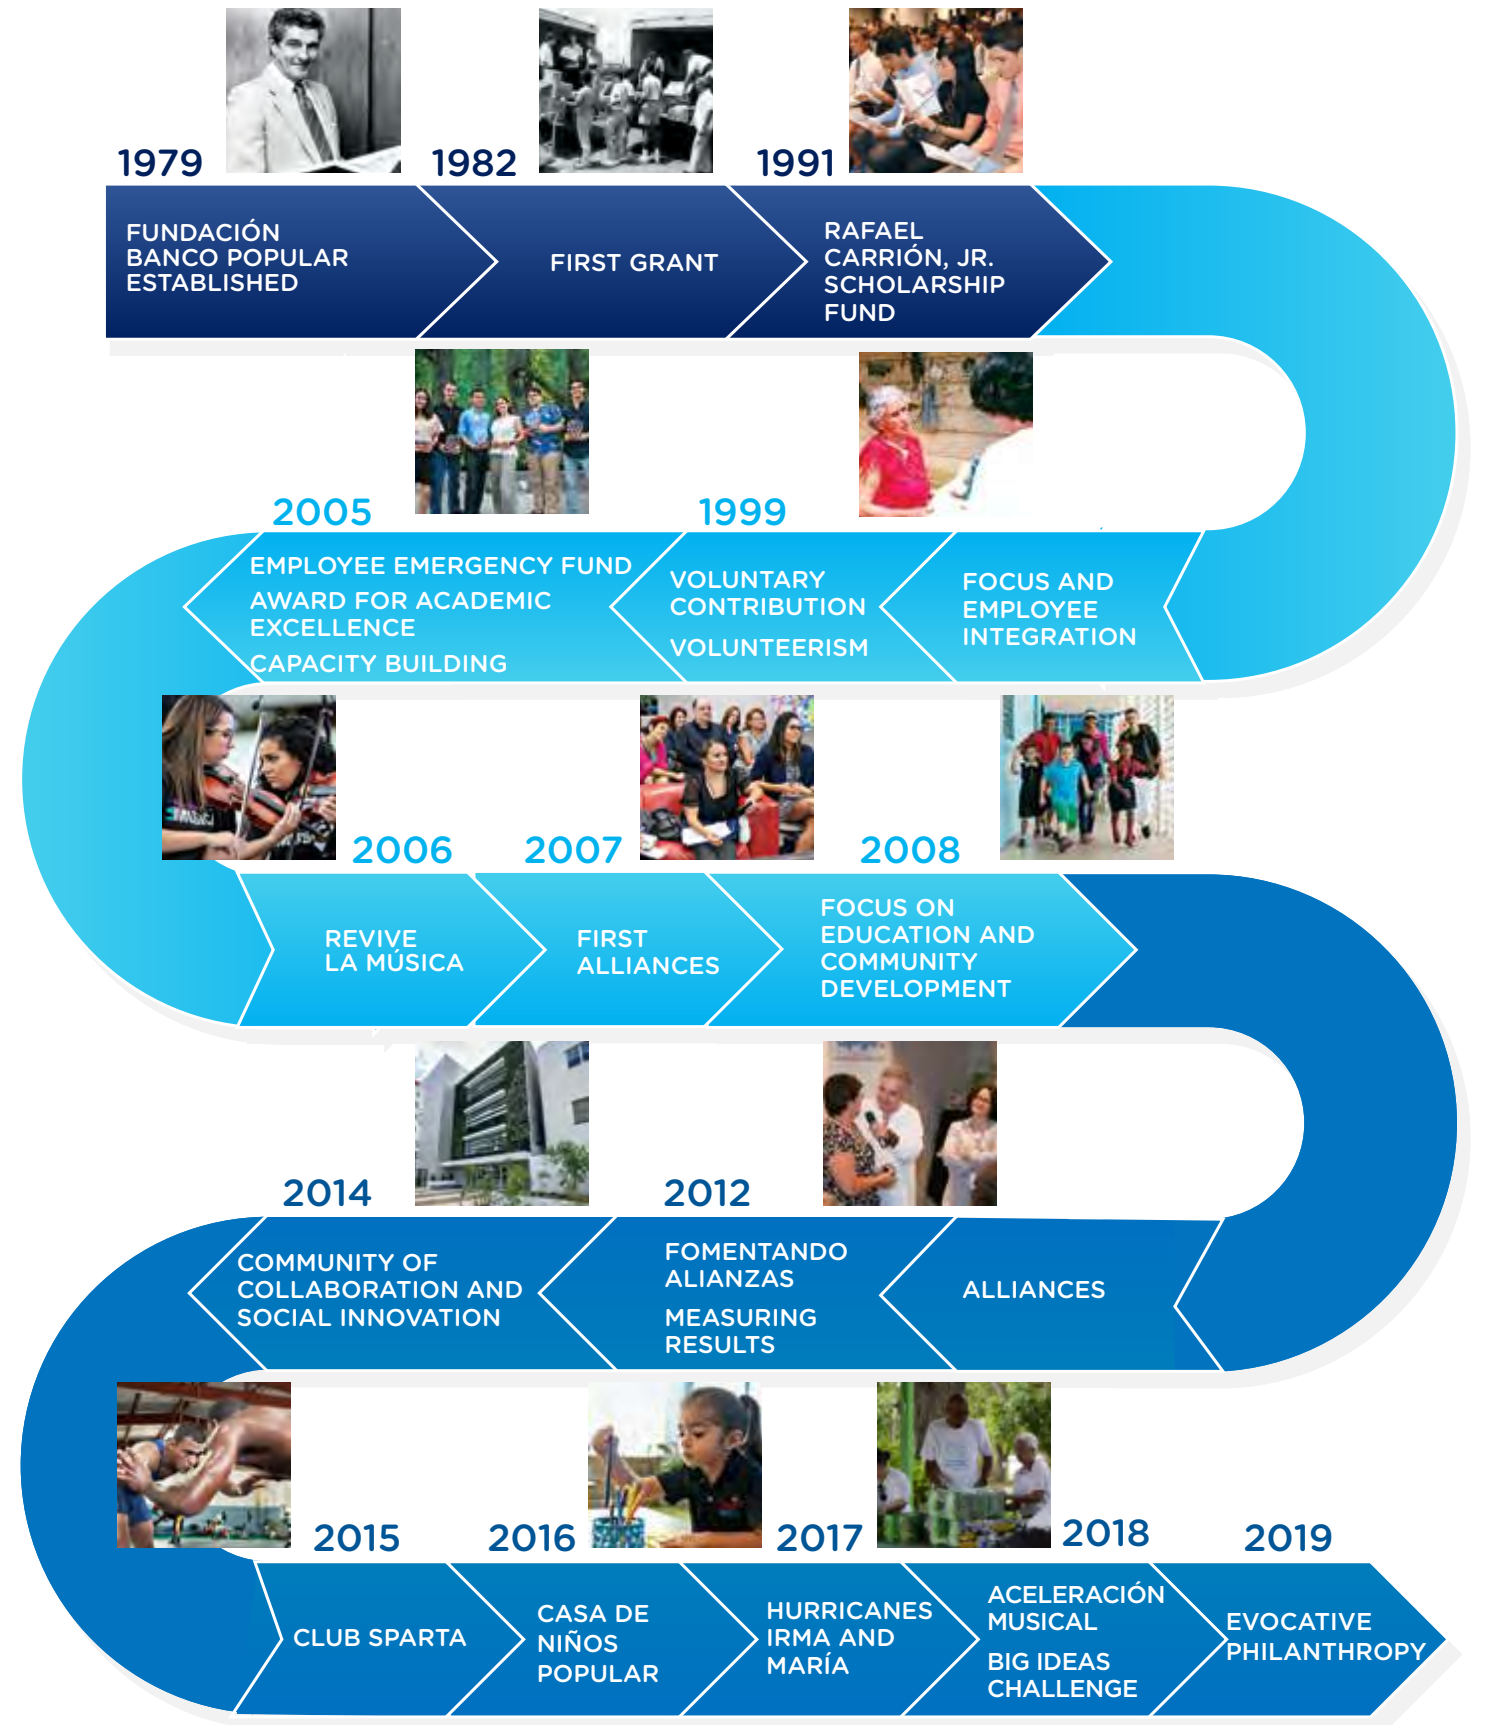 1979
FUNDACIÓN
BANCO POPULAR
ESTABLISHED
1982
FIRST GRANT
1991
RAFAEL
CARRIÓN, JR.
SCHOLARSHIP
FUND
FOCUS AND
EMPLOYEE
INTEGRATION
1999
VOLUNTARY
CONTRIBUTION
VOLUNTEERISM
2005
EMPLOYEE EMERGENCY FUND
AWARD FOR ACADEMIC
EXCELLENCE
CAPACITY BUILDING
2006
REVIVE
LA MÚSICA
2007
FIRST
ALLIANCES
2008
FOCUS ON
EDUCATION AND
COMMUNITY
DEVELOPMENT
ALLIANCES
2012
FOMENTANDO
ALIANZAS
MEASURING
RESULTS
2014
COMMUNITY OF
COLLABORATION AND
SOCIAL INNOVATION
2015
CLUB SPARTA
2016
CASA DE
NIÑOS
POPULAR
2017
HURRICANES
IRMA AND
MARÍA
2018
ACELERACIÓN
MUSICAL
BIG IDEAS
CHALLENGE
2019
EVOCATIVE
PHILANTHROPY